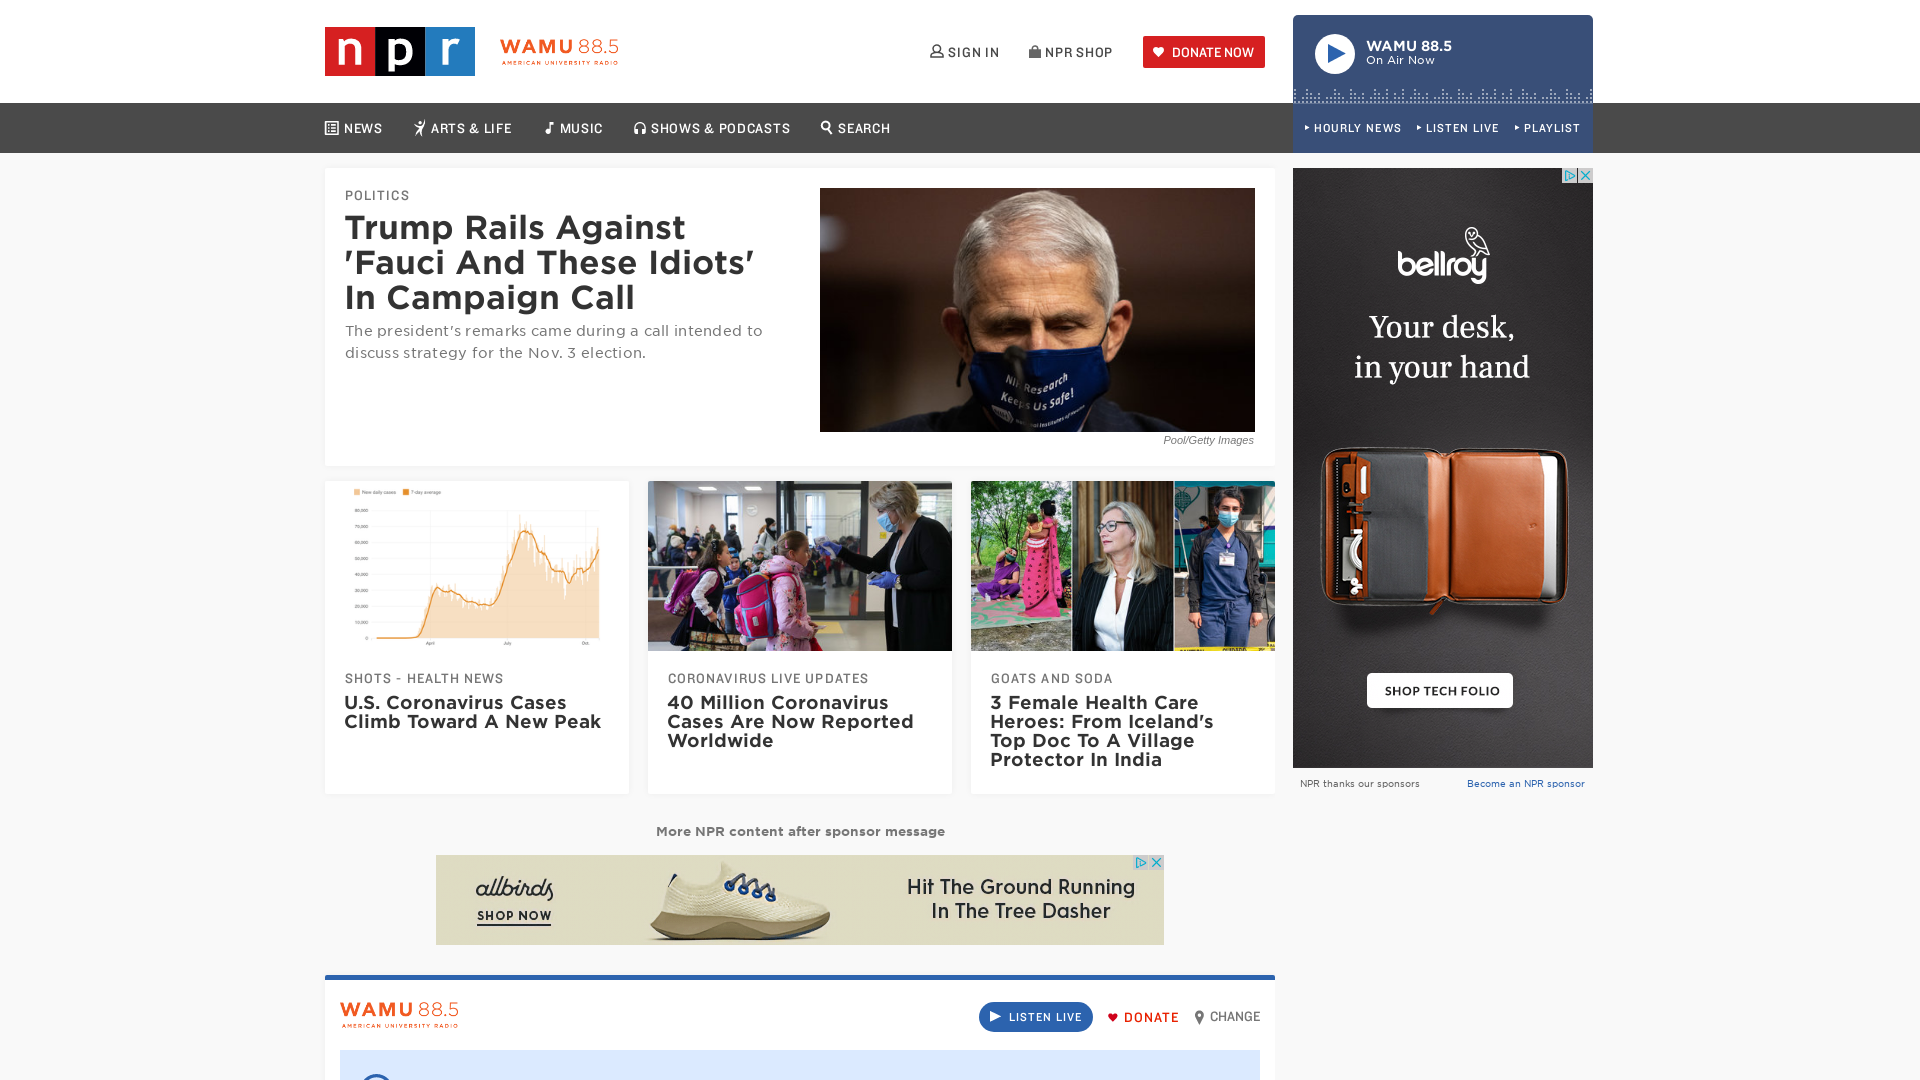 npr
WAMU 88.5
AMERICAN UNIVERSITY RADIO
SIGN IN
NPR SHOP
DONATE NOW
WAMU 88.5
On Air Now
NEWS
ARTS & LIFE
MUSIC
SHOWS & PODCASTS
SEARCH
HOURLY NEWS
LISTEN LIVE
PLAYLIST
POLITICS
Trump Rails Against
'Fauci And These Idiots'
In Campaign Call
The president's remarks came during a call intended to
discuss strategy for the Nov. 3 election.
NIH Research
Keeps Us Safe!
Pool/Getty Images
bellroy
Your desk,
in your hand
SHOP TECH FOLIO
NPR thanks our sponsors
Become an NPR sponsor
New daily cases
7-day average
80,000
70,000
60,000
50,000
40,000
30,000
20,000
10,000
0
April
July
Oct
SHOTS - HEALTH NEWS
U.S. Coronavirus Cases
Climb Toward A New Peak
CORONAVIRUS LIVE UPDATES
40 Million Coronavirus
Cases Are Now Reported
Worldwide
GOATS AND SODA
3 Female Health Care
Heroes: From Iceland's
Top Doc To A Village
Protector In India
More NPR content after sponsor message
allbirds
SHOP NOW
Hit The Ground Running
In The Tree Dasher
WAMU 88.5
AMERICAN UNIVERSITY RADIO
LISTEN LIVE
DONATE
CHANGE